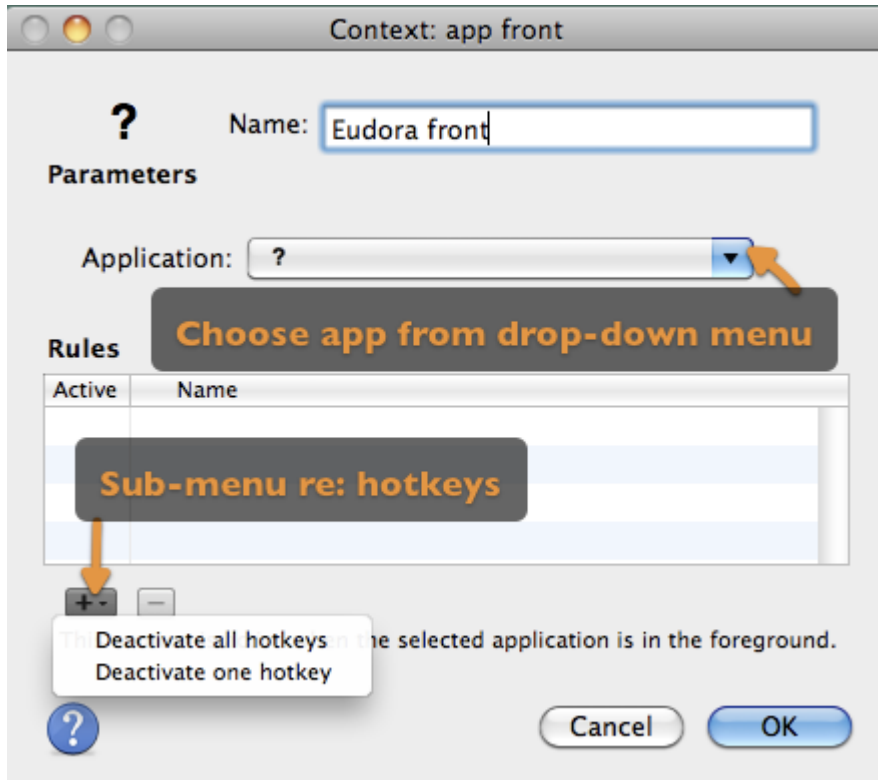 Context: app front
? Name: Eudora front
Parameters
Application: ?
Choose app from drop-down menu
Rules
Active Name
Sub-menu re: hotkeys
+ −
Th
Deactivate all hotkeys
n the selected application is in the foreground.
Deactivate one hotkey
? Cancel OK